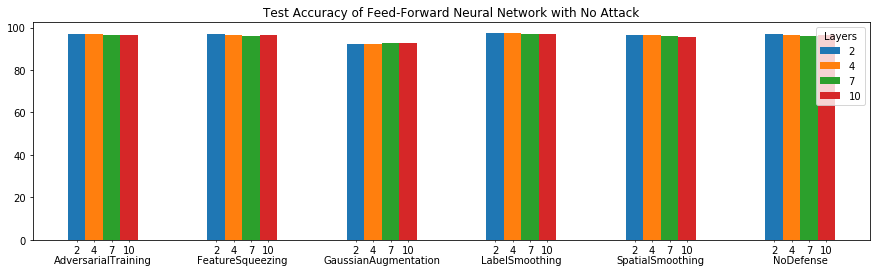 Test Accuracy of Feed-Forward Neural Network with No Attack
100
80
60
40
20
0
Layers
2
4
7
10
2 4 7 10 2 4 7 10 2 4 7 10 2 4 7 10 2 4 7 10 2 4 7 10
AdversarialTraining FeatureSqueezing GaussianAugmentation LabelSmoothing SpatialSmoothing NoDefense